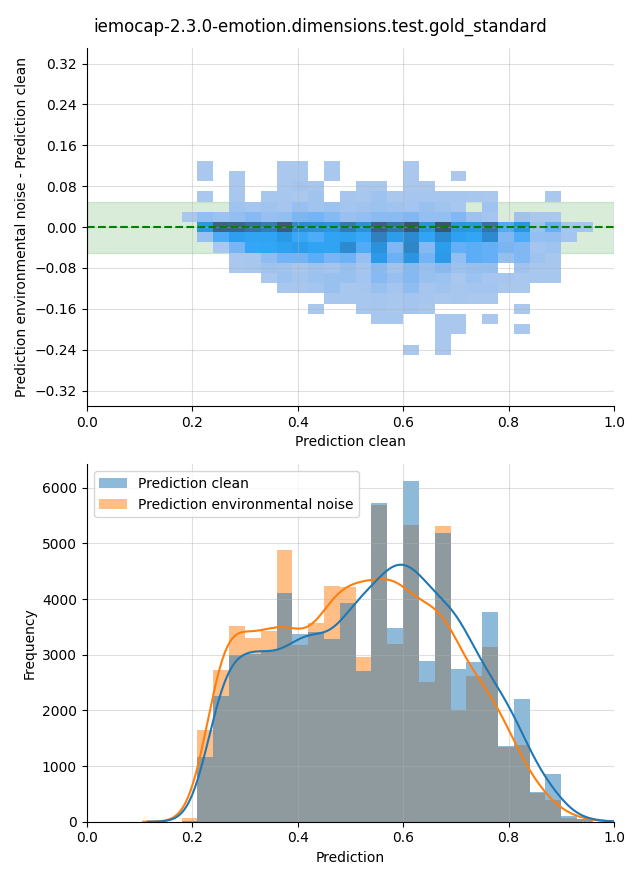 iemocap-2.3.0-emotion.dimensions.test.gold_standard
Prediction environmental noise - Prediction clean
0.32
0.24
0.16
0.08
0.00
−0.08
−0.16
−0.24
−0.32
0.0 0.2 0.4 0.6 0.8 1.0
Prediction clean
Frequency
Prediction clean
Prediction environmental noise
6000
5000
4000
3000
2000
1000
0
0.0 0.2 0.4 0.6 0.8 1.0
Prediction